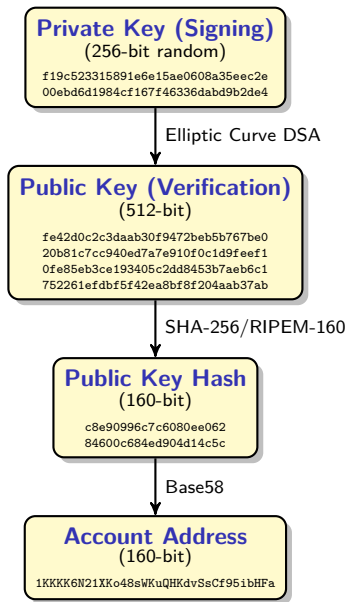 Private Key (Signing)
(256-bit random)
f19c523315891e6e15ae0608a35eec2e
00ebd6d1984cf167f46336dabd9b2de4
Elliptic Curve DSA
Public Key (Verification)
(512-bit)
fe42d0c2c3daab30f9472beb5b767be0
20b81c7cc940ed7a7e910f0c1d9feef1
0fe85eb3ce193405c2dd8453b7aeb6c1
752261efdbf5f42ea8bf8f204aab37ab
SHA-256/RIPEM-160
Public Key Hash
(160-bit)
c8e90996c7c6080ee062
84600c684ed904d14c5c
Base58
Account Address
(160-bit)
1KKKK6N21XKo48sWKuQHKdvSsCf95ibHFa